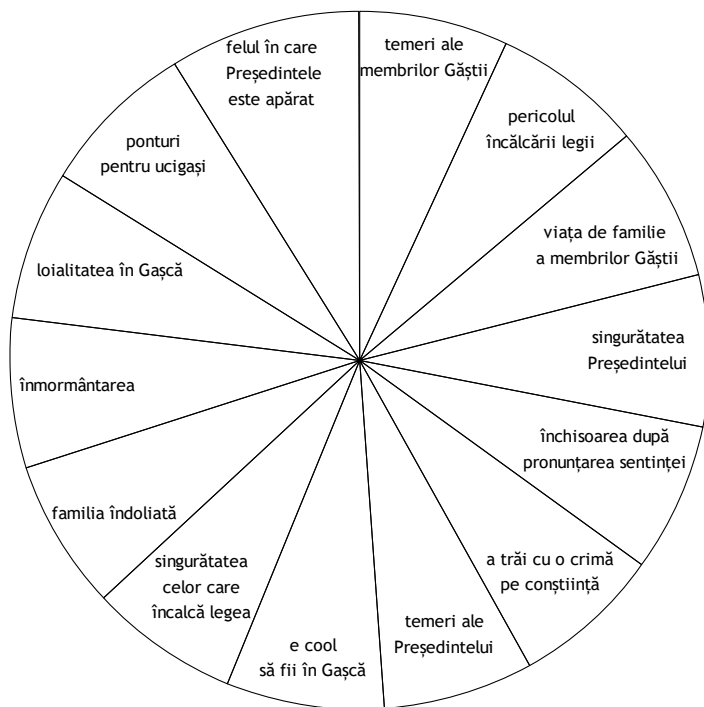 temeri ale
membrilor Găștii
pericolul
încălcării legii
viața de familie
a membrilor Găștii
singurătatea
Președintelui
închisoarea după
pronunțarea sentinței
a trăi cu o crimă
pe conștiință
temeri ale
Președintelui
e cool
să fii în Gașcă
singurătatea
celor care
încalcă legea
familia îndoliată
înmormântarea
loialitatea în Gașcă
ponturi
pentru ucigași
felul în care
Președintele
este apărat